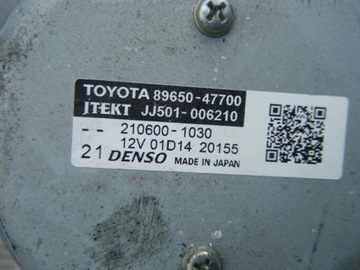 TOYOTA 89650-47700
JTEKT JJ501-006210
-- 210600-1030
12V 01D14 20155
21 DENSO MADE IN JAPAN